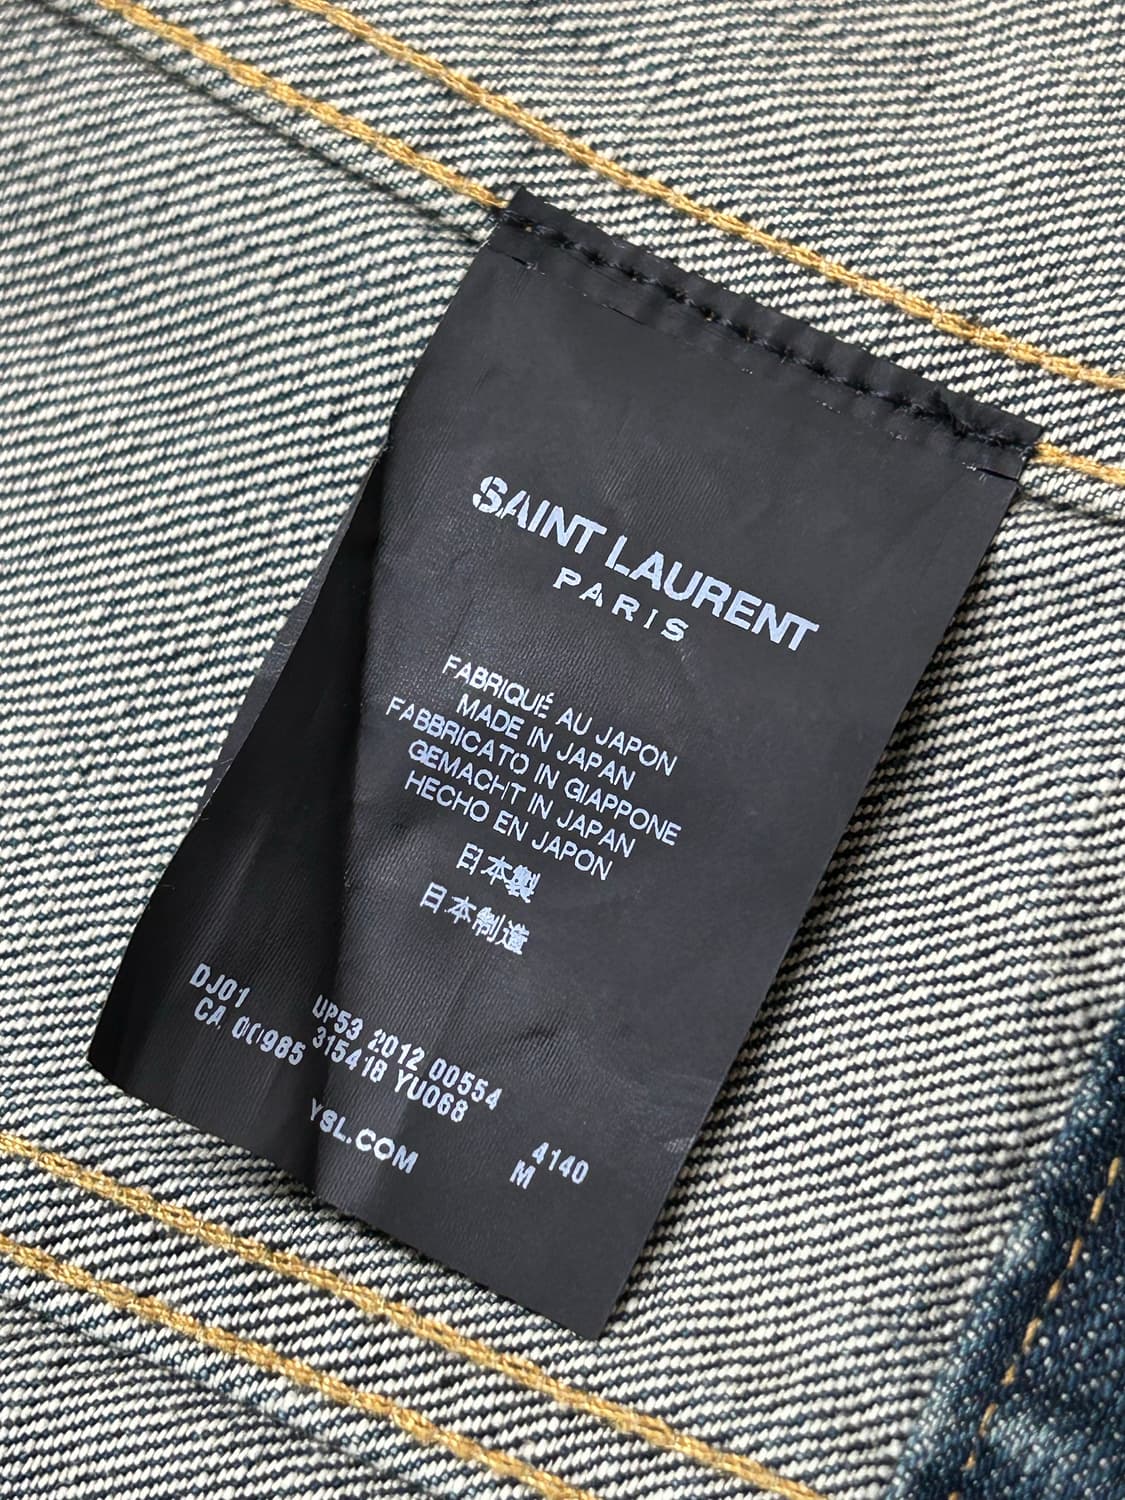 SAINT LAURENT
PARIS
FABRIQUÉ AU JAPON
MADE IN JAPAN
FABBRICATO IN GIAPPONE
GEMACHT IN JAPAN
HECHO EN JAPON
日本製
日本制造
DJ01 UP53 2012 00554
CA 00985 315418 YU068
YSL.COM
4140
M